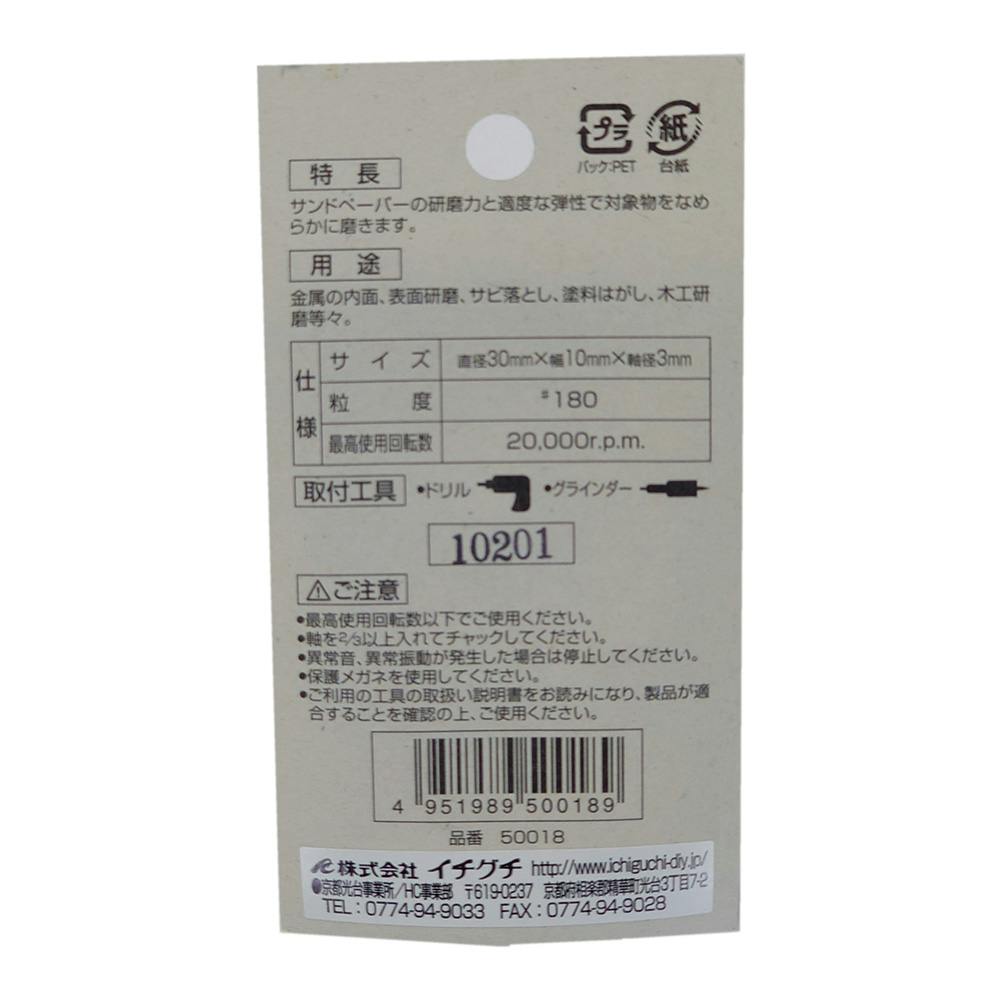 プラ 紙
パック:PET 台紙
特長
サンドペーパーの研磨力と適度な弾性で対象物をなめ
らかに磨きます。
用途
金属の内面、表面研磨、サビ落とし、塗料はがし、木工研
磨等々。
仕様
サイズ 直径30mm×幅10mm×軸径3mm
粒度 #180
最高使用回転数 20,000r.p.m.
取付工具 •ドリル •グラインダー
10201
⚠ご注意
•最高使用回転数以下でご使用ください。
•軸を2/3以上入れてチャックしてください。
•異常音、異常振動が発生した場合は停止してください。
•保護メガネを使用してください。
•ご利用の工具の取扱い説明書をお読みになり、製品が適
合することを確認の上、ご使用ください。
4 951989 500189
品番 50018
株式会社 イチグチ http://www.ichiguchi-diy.jp/
●京都光台事業所/HC事業部 〒619-0237 京都府相楽郡精華町光台3丁目7-2
TEL:0774-94-9033 FAX:0774-94-9028